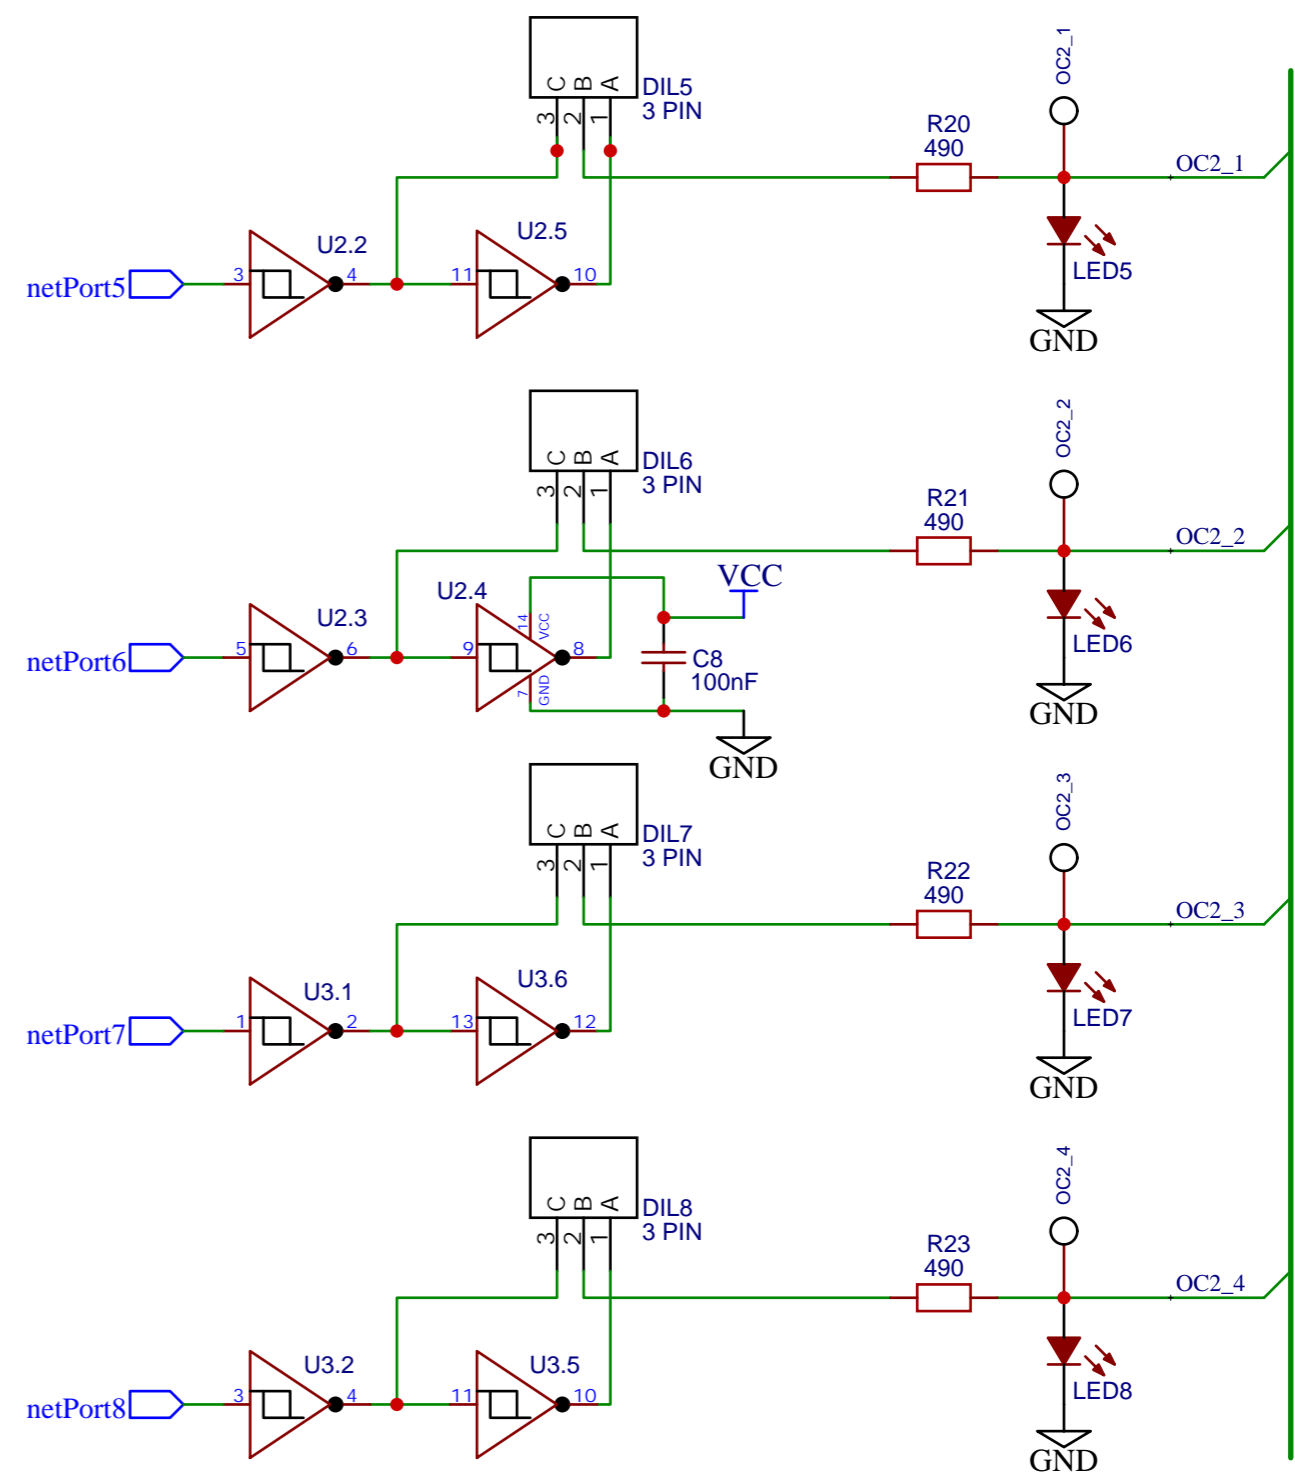 OC2_1
C B A
3 2 1
DIL5
3 PIN
R20
490
OC2_1
U2.2
U2.5
netPort5
3
4
11
10
LED5
GND
OC2_2
C B A
3 2 1
DIL6
3 PIN
R21
490
OC2_2
VCC
U2.3
U2.4
14
VCC
netPort6
5
6
9
8
7
GND
C8
100nF
LED6
GND
GND
OC2_3
C B A
3 2 1
DIL7
3 PIN
R22
490
OC2_3
U3.1
U3.6
netPort7
1
2
13
12
LED7
GND
OC2_4
C B A
3 2 1
DIL8
3 PIN
R23
490
OC2_4
U3.2
U3.5
netPort8
3
4
11
10
LED8
GND